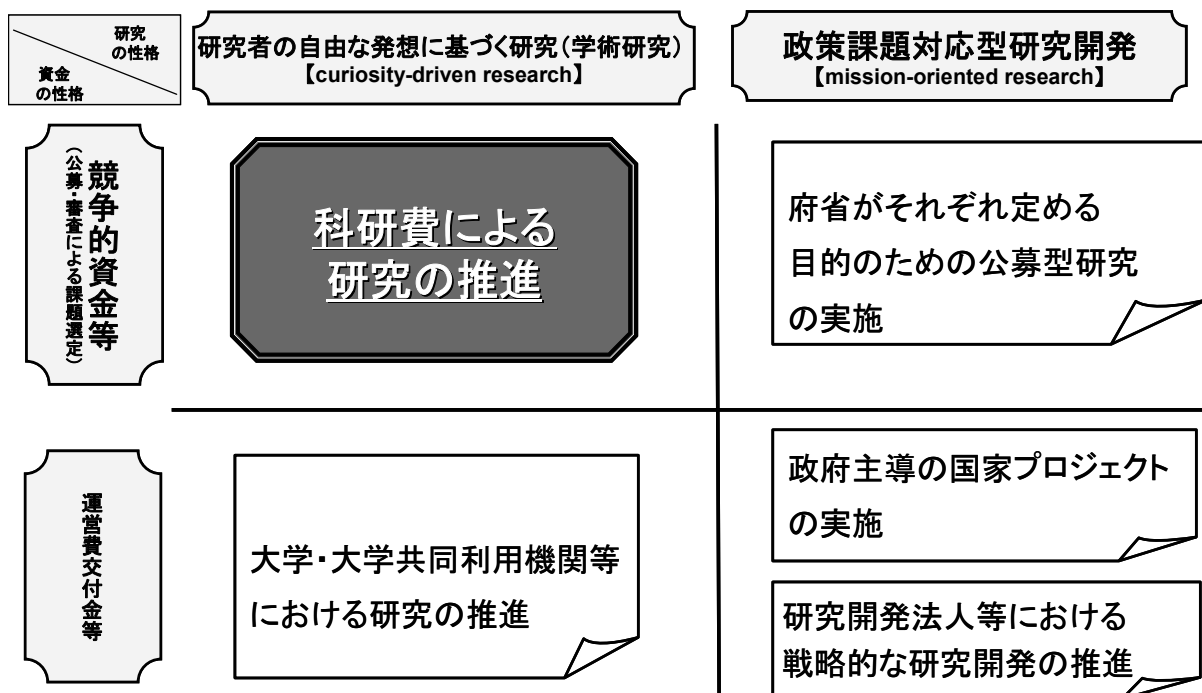 研究
の性格
資金
の性格
研究者の自由な発想に基づく研究(学術研究)
【curiosity-driven research】
政策課題対応型研究開発
【mission-oriented research】
競争的資金等
(公募・審査による課題選定)
科研費による
研究の推進
府省がそれぞれ定める
目的のための公募型研究
の実施
運営費交付金等
大学・大学共同利用機関等
における研究の推進
政府主導の国家プロジェクト
の実施
研究開発法人等における
戦略的な研究開発の推進